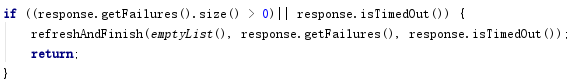 if ((response.getFailures().size() > 0)|| response.isTimedOut()) {
    refreshAndFinish(emptyList(), response.getFailures(), response.isTimedOut());
    return;
}